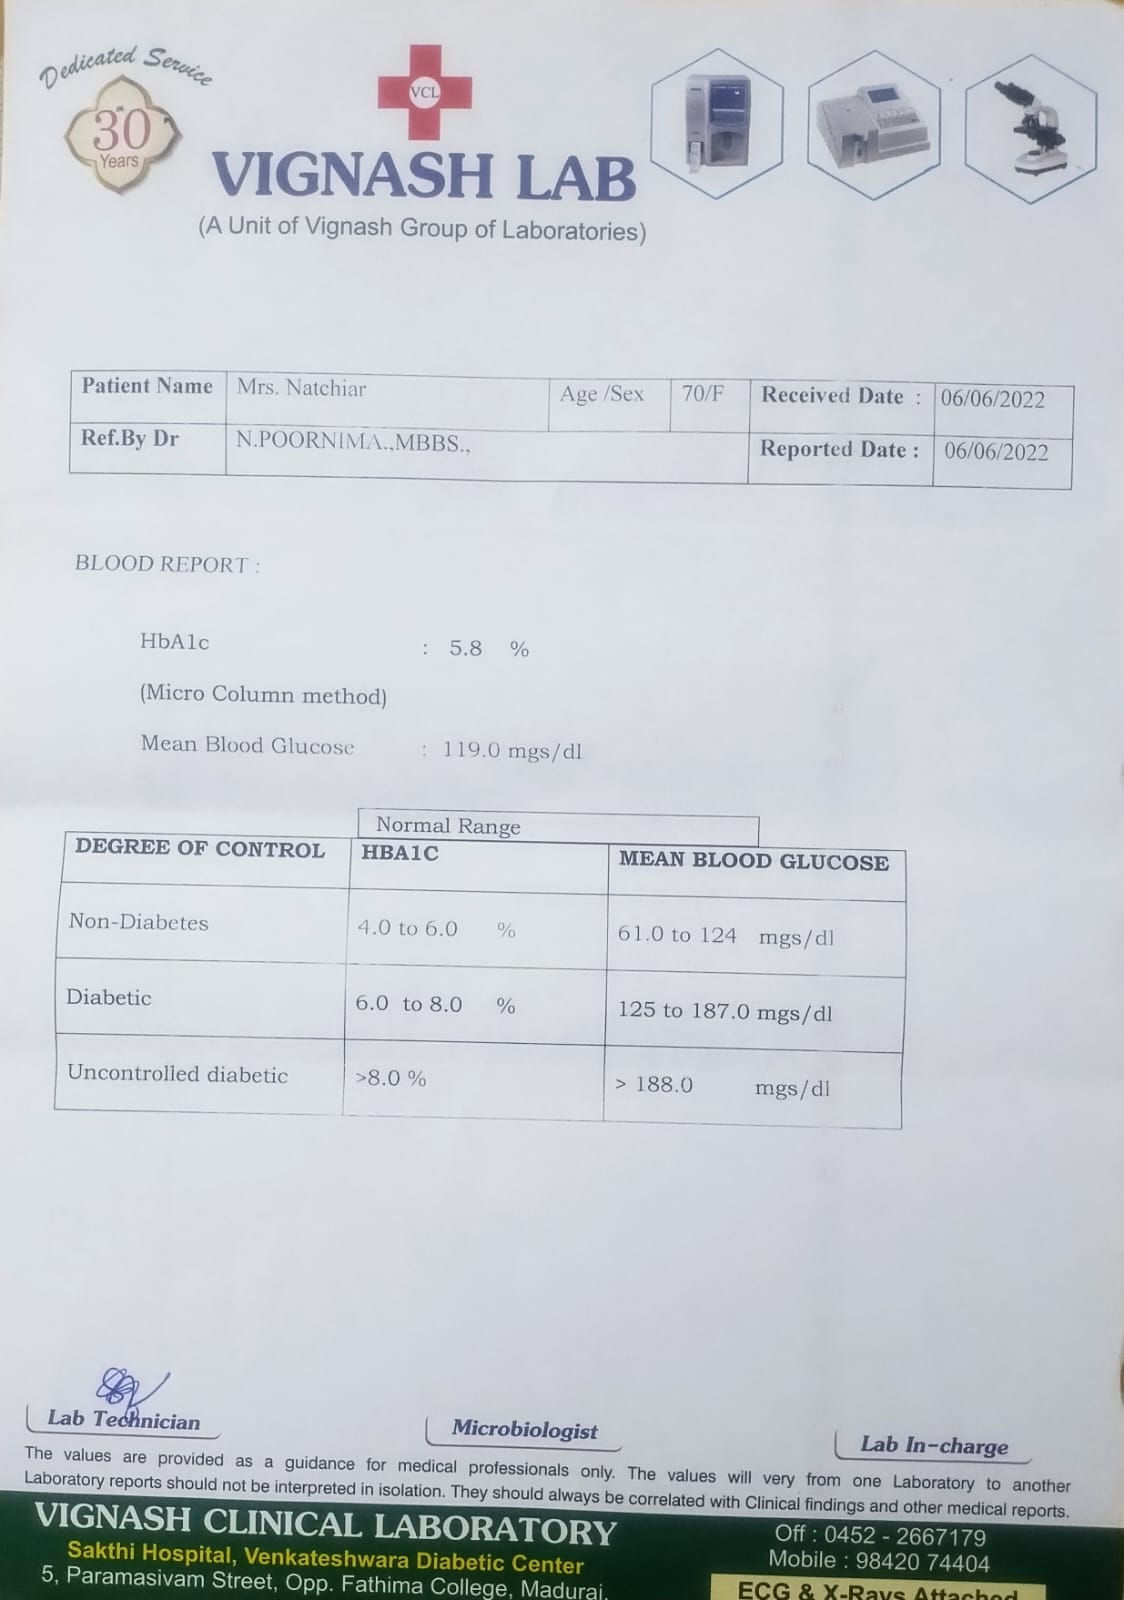 Dedicated Service
30
Years
VCL
VIGNASH LAB
(A Unit of Vignash Group of Laboratories)
Patient Name Mrs. Natchiar Age /Sex 70/F Received Date : 06/06/2022
Ref.By Dr N.POORNIMA.,MBBS., Reported Date : 06/06/2022
BLOOD REPORT :
HbA1c : 5.8 %
(Micro Column method)
Mean Blood Glucose : 119.0 mgs/dl
Normal Range
DEGREE OF CONTROL HBA1C MEAN BLOOD GLUCOSE
Non-Diabetes 4.0 to 6.0 % 61.0 to 124 mgs/dl
Diabetic 6.0 to 8.0 % 125 to 187.0 mgs/dl
Uncontrolled diabetic >8.0 % > 188.0 mgs/dl
Lab Technician Microbiologist Lab In-charge
The values are provided as a guidance for medical professionals only. The values will very from one Laboratory to another
Laboratory reports should not be interpreted in isolation. They should always be correlated with Clinical findings and other medical reports.
VIGNASH CLINICAL LABORATORY
Sakthi Hospital, Venkateshwara Diabetic Center
5, Paramasivam Street, Opp. Fathima College, Madurai.
Off : 0452 - 2667179
Mobile : 98420 74404
ECG & X-Rays Attached